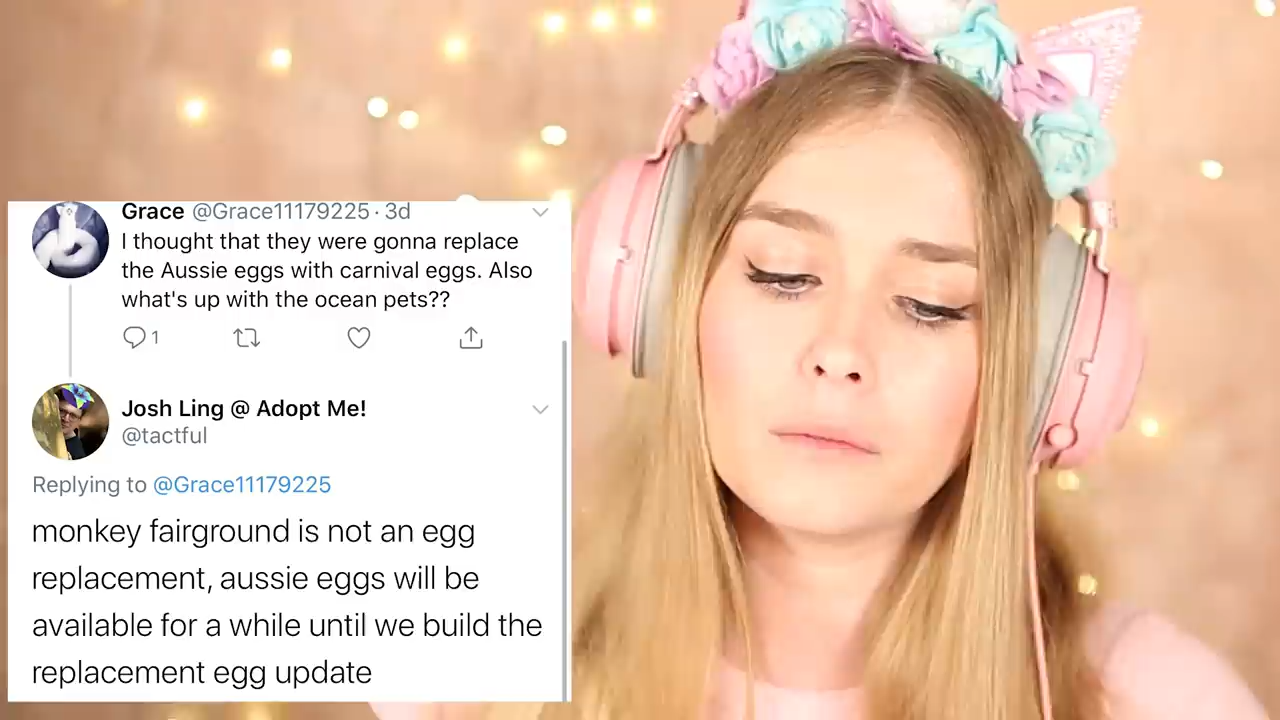 Grace @Grace11179225 · 3d
I thought that they were gonna replace
the Aussie eggs with carnival eggs. Also
what's up with the ocean pets??
1
Josh Ling @ Adopt Me!
@tactful
Replying to @Grace11179225
monkey fairground is not an egg
replacement, aussie eggs will be
available for a while until we build the
replacement egg update